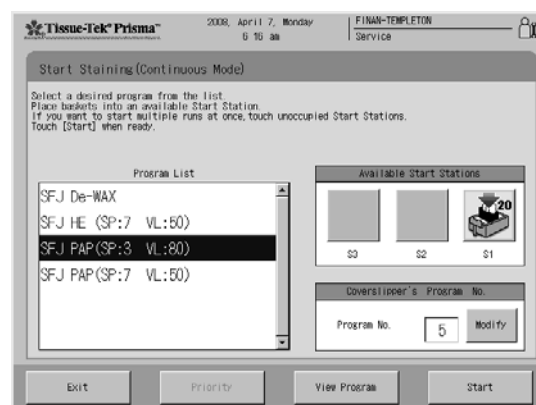 Tissue-Tek® Prisma™
2008, April 7, Monday
6 16 am
FINAN-TEMPLETON
Service
Start Staining(Continuous Mode)
Select a desired program from the list.
Place baskets into an available Start Station.
If you want to start multiple runs at once,touch unoccupied Start Stations.
Touch [Start] when ready.
Program List
SFJ De-WAX
SFJ HE (SP:7 VL:50)
SFJ PAP(SP:3 VL:80)
SFJ PAP(SP:7 VL:50)
Available Start Stations
20
S3 S2 S1
Coverslipper's Program No.
Program No. 5 Modify
Exit Priority View Program Start